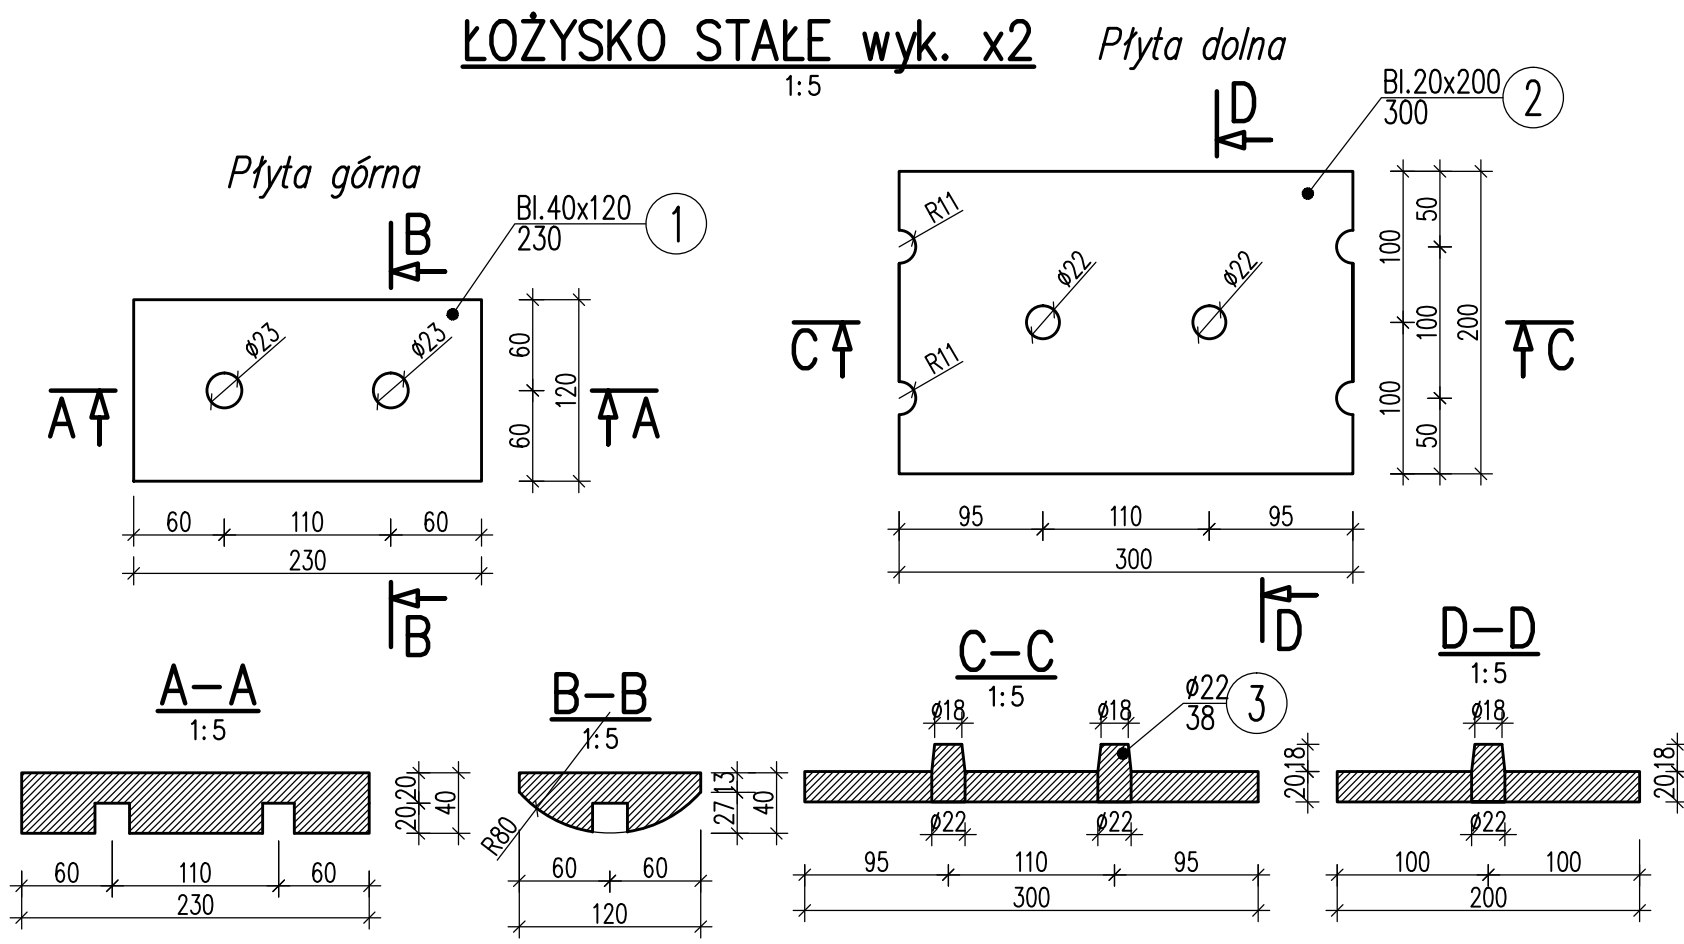 ŁOŻYSKO STAŁE wyk. x2
1:5
Płyta górna
Bl.40x120
230
1
B
B
A
A
ø23
ø23
60
60
120
60
110
60
230
Płyta dolna
Bl.20x200
300
2
D
D
C
C
R11
R11
ø22
ø22
50
100
50
100
100
200
95
110
95
300
A-A
1:5
20
20
40
60
110
60
230
B-B
1:5
R80
13
27
40
60
60
120
C-C
1:5
ø18
ø18
ø22
38
3
18
20
ø22
ø22
95
110
95
300
D-D
1:5
ø18
18
20
ø22
100
100
200